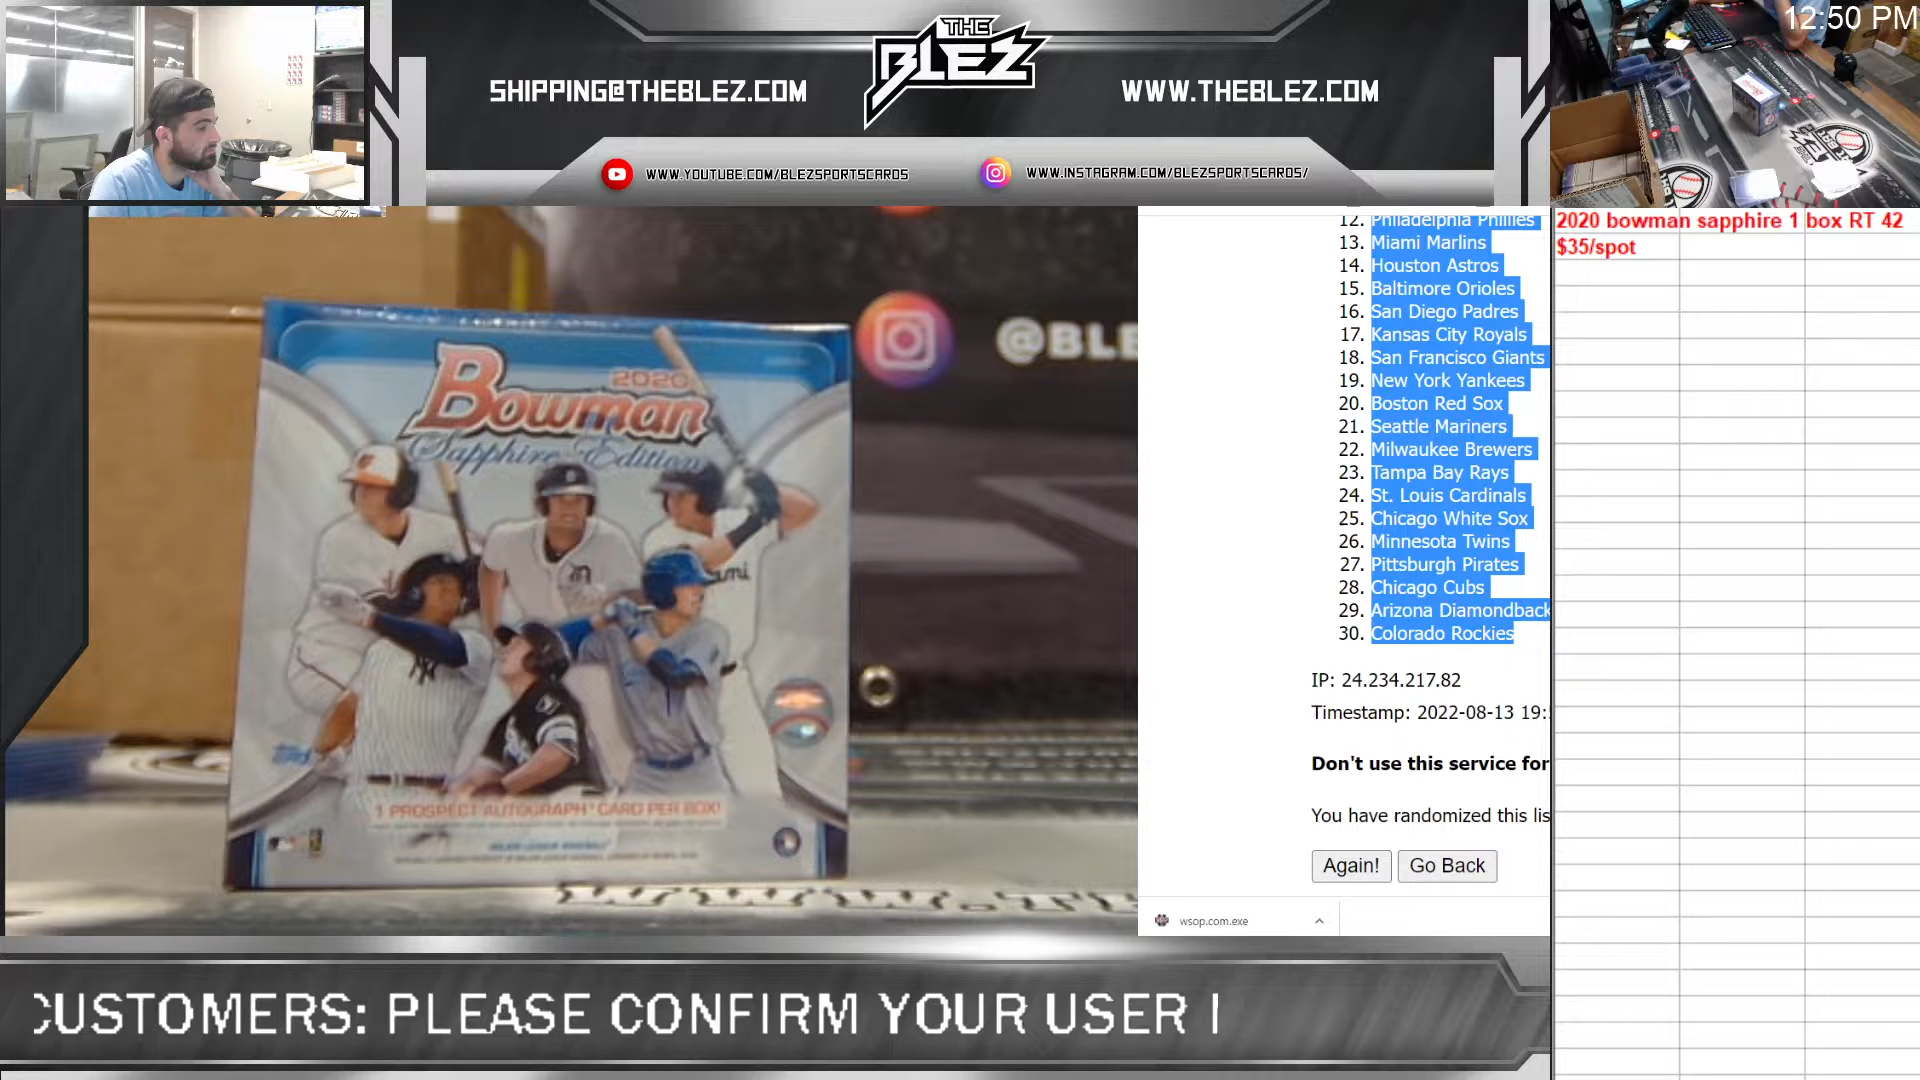 THE
BLEZ
12:50 PM
SHIPPING@THEBLEZ.COM
WWW.THEBLEZ.COM
WWW.YOUTUBE.COM/BLEZSPORTSCARDS
WWW.INSTAGRAM.COM/BLEZSPORTSCARDS/
2020 bowman sapphire 1 box RT 42
$35/spot
12. Philadelphia Phillies
13. Miami Marlins
14. Houston Astros
15. Baltimore Orioles
16. San Diego Padres
17. Kansas City Royals
18. San Francisco Giants
19. New York Yankees
20. Boston Red Sox
21. Seattle Mariners
22. Milwaukee Brewers
23. Tampa Bay Rays
24. St. Louis Cardinals
25. Chicago White Sox
26. Minnesota Twins
27. Pittsburgh Pirates
28. Chicago Cubs
29. Arizona Diamondback
30. Colorado Rockies
IP: 24.234.217.82
Timestamp: 2022-08-13 19:
Don't use this service for
You have randomized this lis
Again! Go Back
wsop.com.exe
@BLE
2020
Bowman
Sapphire Edition
Topps
1 PROSPECT AUTOGRAPH* CARD PER BOX!
WWW.T
CUSTOMERS: PLEASE CONFIRM YOUR USER I